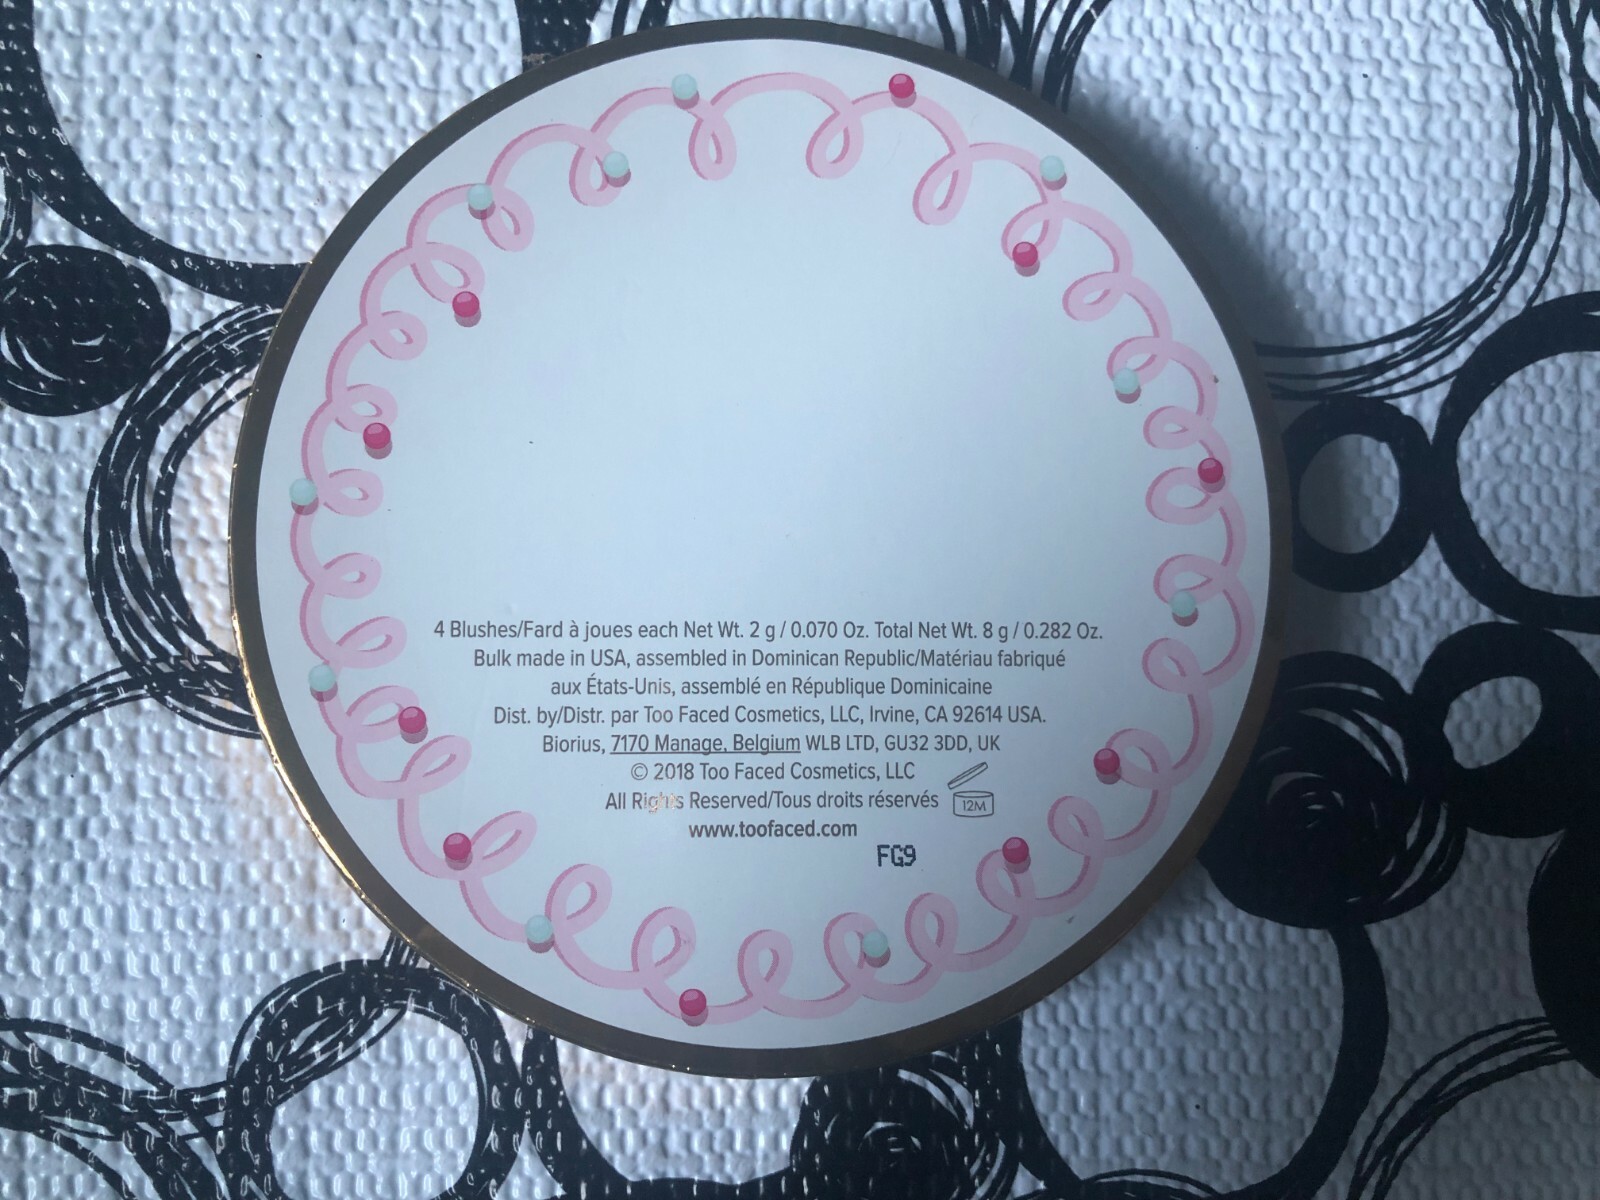 4 Blushes/Fard à joues each Net Wt. 2 g / 0.070 Oz. Total Net Wt. 8 g / 0.282 Oz.
Bulk made in USA, assembled in Dominican Republic/Matériau fabriqué
aux États-Unis, assemblé en République Dominicaine
Dist. by/Distr. par Too Faced Cosmetics, LLC, Irvine, CA 92614 USA.
Biorius, 7170 Manage, Belgium WLB LTD, GU32 3DD, UK
© 2018 Too Faced Cosmetics, LLC
All Rights Reserved/Tous droits réservés
12M
www.toofaced.com
FG9